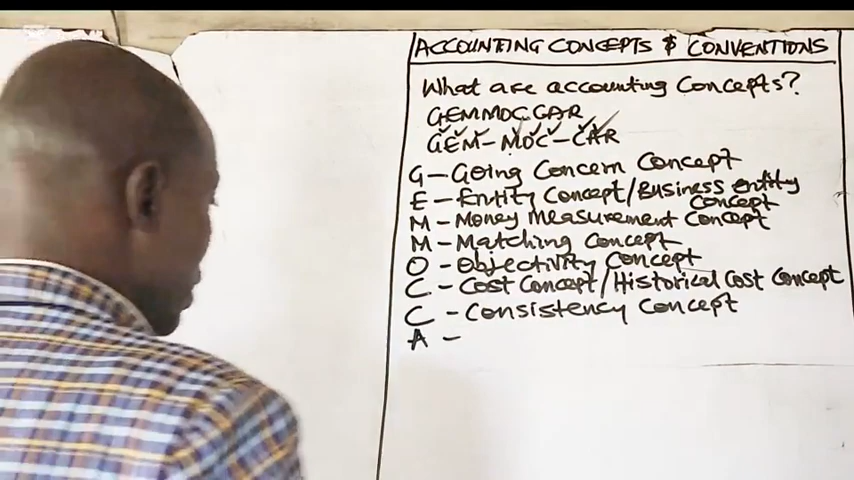 ACCOUNTING CONCEPTS & CONVENTIONS
What are accounting Concepts?
GEMMOCCAR
GEM-MOC-CAR
G-Going Concern Concept
E-Entity Concept/Business entity
Concept
M-Money measurement Concept
M-Matching Concept
O-Objectivity Concept
C-Cost Concept/Historical Cost Concept
C-Consistency Concept
A-